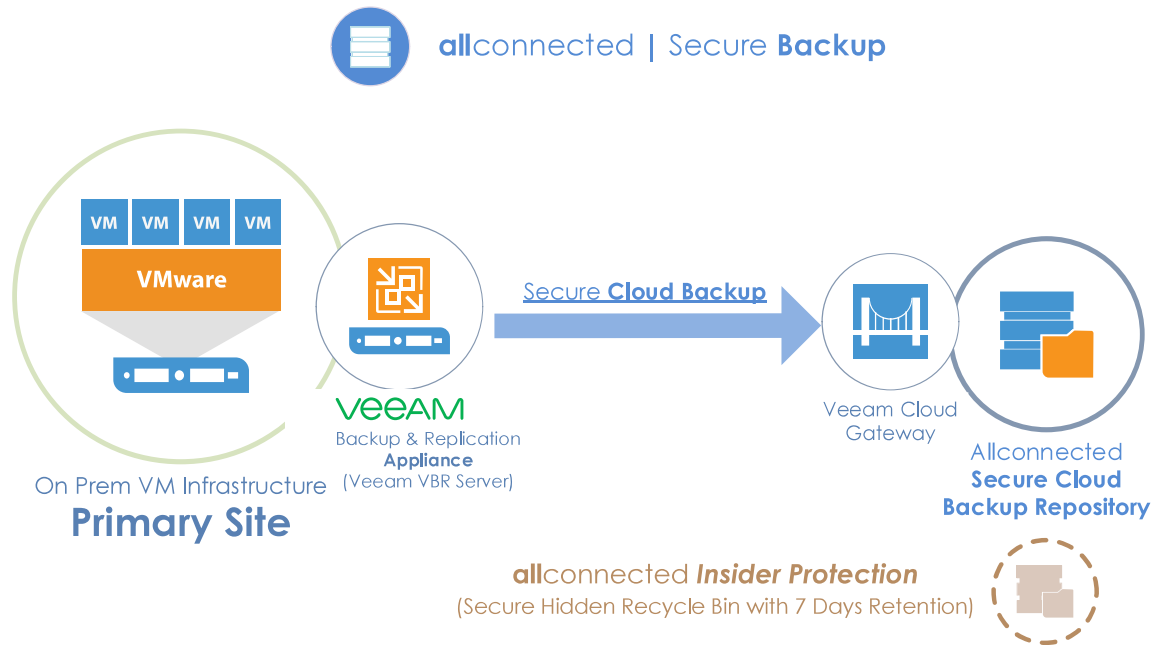 allconnected | Secure Backup
VM VM VM VM
VMware
Secure Cloud Backup
veeAM
Backup & Replication
Appliance
(Veeam VBR Server)
Veeam Cloud
Gateway
Allconnected
Secure Cloud
Backup Repository
On Prem VM Infrastructure
Primary Site
allconnected Insider Protection
(Secure Hidden Recycle Bin with 7 Days Retention)